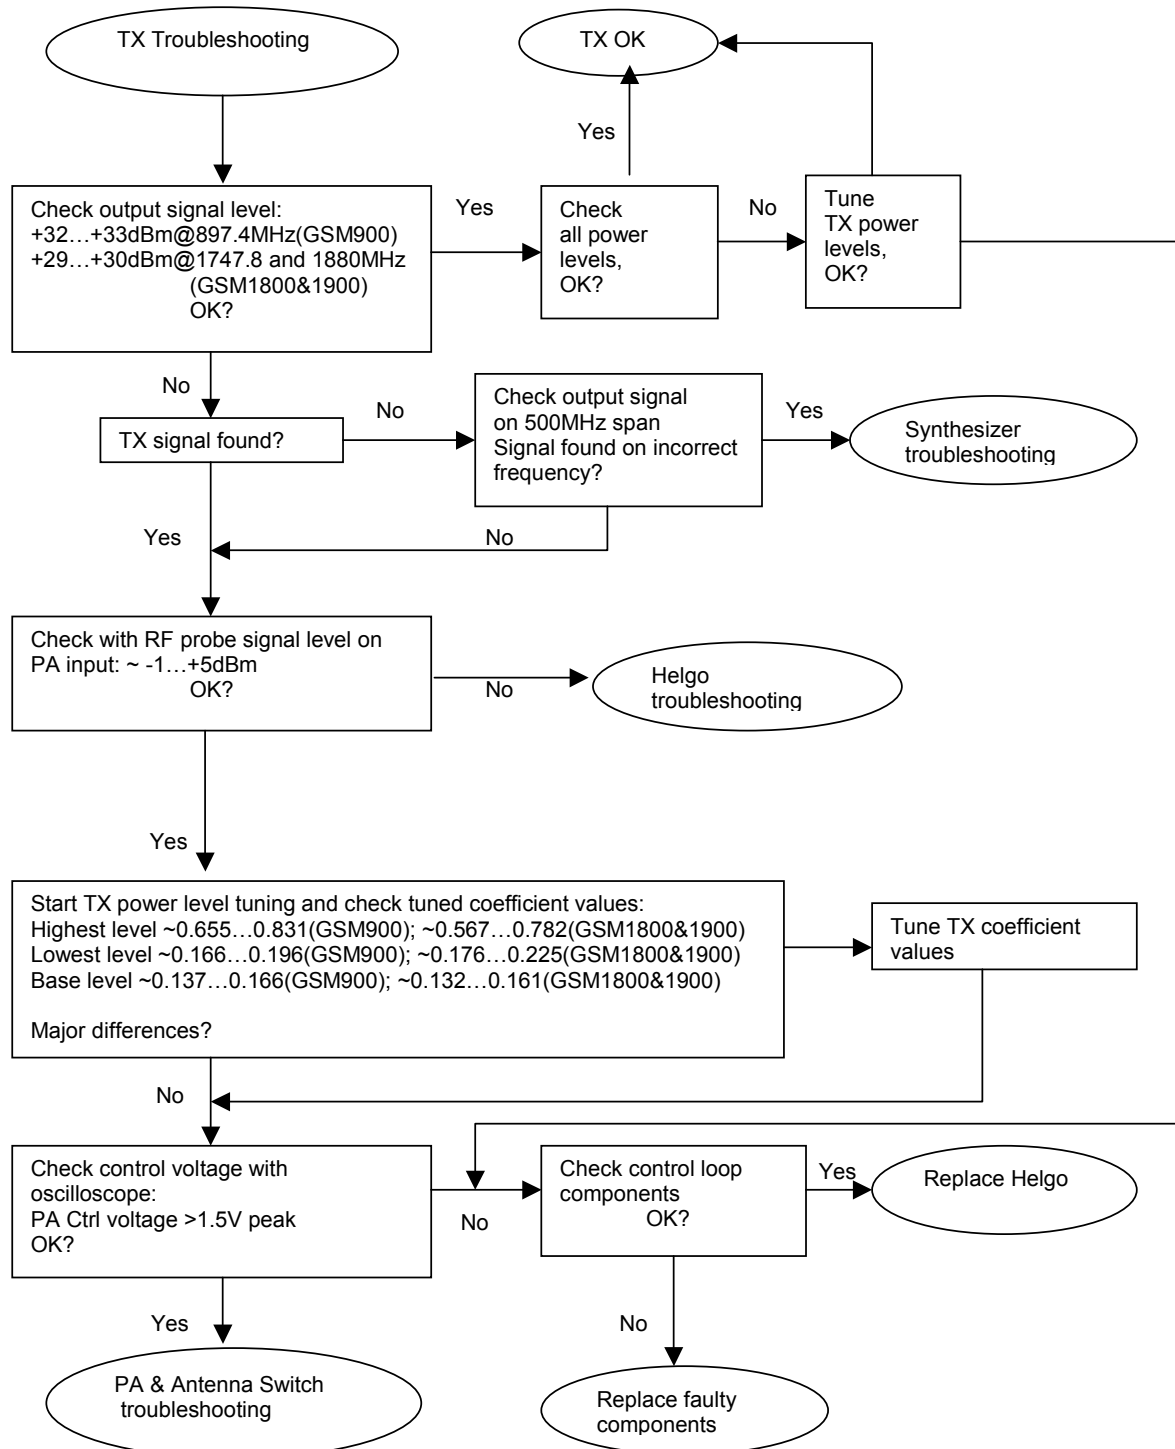 TX Troubleshooting
TX OK
Yes
Check output signal level:
+32…+33dBm@897.4MHz(GSM900)
+29…+30dBm@1747.8 and 1880MHz
(GSM1800&1900)
OK?
Yes
Check
all power
levels,
OK?
No
Tune
TX power
levels,
OK?
No
TX signal found?
No
Check output signal
on 500MHz span
Signal found on incorrect
frequency?
Yes
Synthesizer
troubleshooting
Yes
No
Check with RF probe signal level on
PA input: ~ -1…+5dBm
OK?
No
Helgo
troubleshooting
Yes
Start TX power level tuning and check tuned coefficient values:
Highest level ~0.655…0.831(GSM900); ~0.567…0.782(GSM1800&1900)
Lowest level ~0.166…0.196(GSM900); ~0.176…0.225(GSM1800&1900)
Base level ~0.137…0.166(GSM900); ~0.132…0.161(GSM1800&1900)
Major differences?
Tune TX coefficient
values
No
Check control voltage with
oscilloscope:
PA Ctrl voltage >1.5V peak
OK?
No
Check control loop
components
OK?
Yes
Replace Helgo
Yes
No
PA & Antenna Switch
troubleshooting
Replace faulty
components